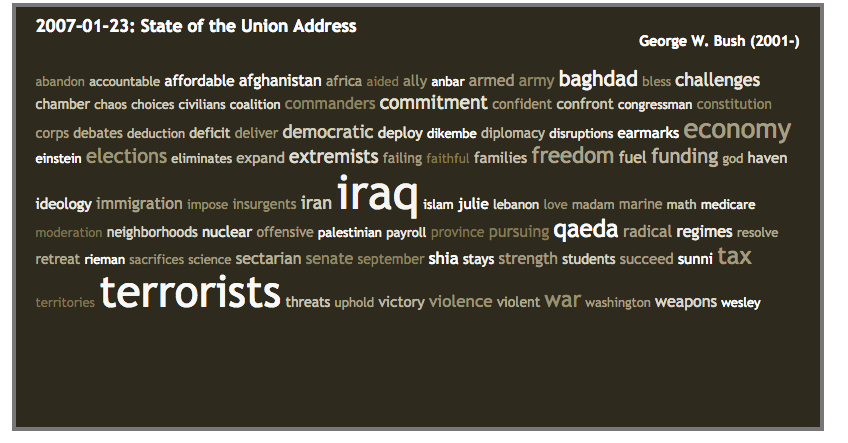 2007-01-23: State of the Union Address
George W. Bush (2001-)
abandon accountable affordable afghanistan africa aided ally anbar armed army baghdad bless challenges
chamber chaos choices civilians coalition commanders commitment confident confront congressman constitution
corps debates deduction deficit deliver democratic deploy dikembe diplomacy disruptions earmarks economy
einstein elections eliminates expand extremists failing faithful families freedom fuel funding god haven
ideology immigration impose insurgents iran iraq islam julie lebanon love madam marine math medicare
moderation neighborhoods nuclear offensive palestinian payroll province pursuing qaeda radical regimes resolve
retreat rieman sacrifices science sectarian senate september shia stays strength students succeed sunni tax
territories terrorists threats uphold victory violence violent war washington weapons wesley